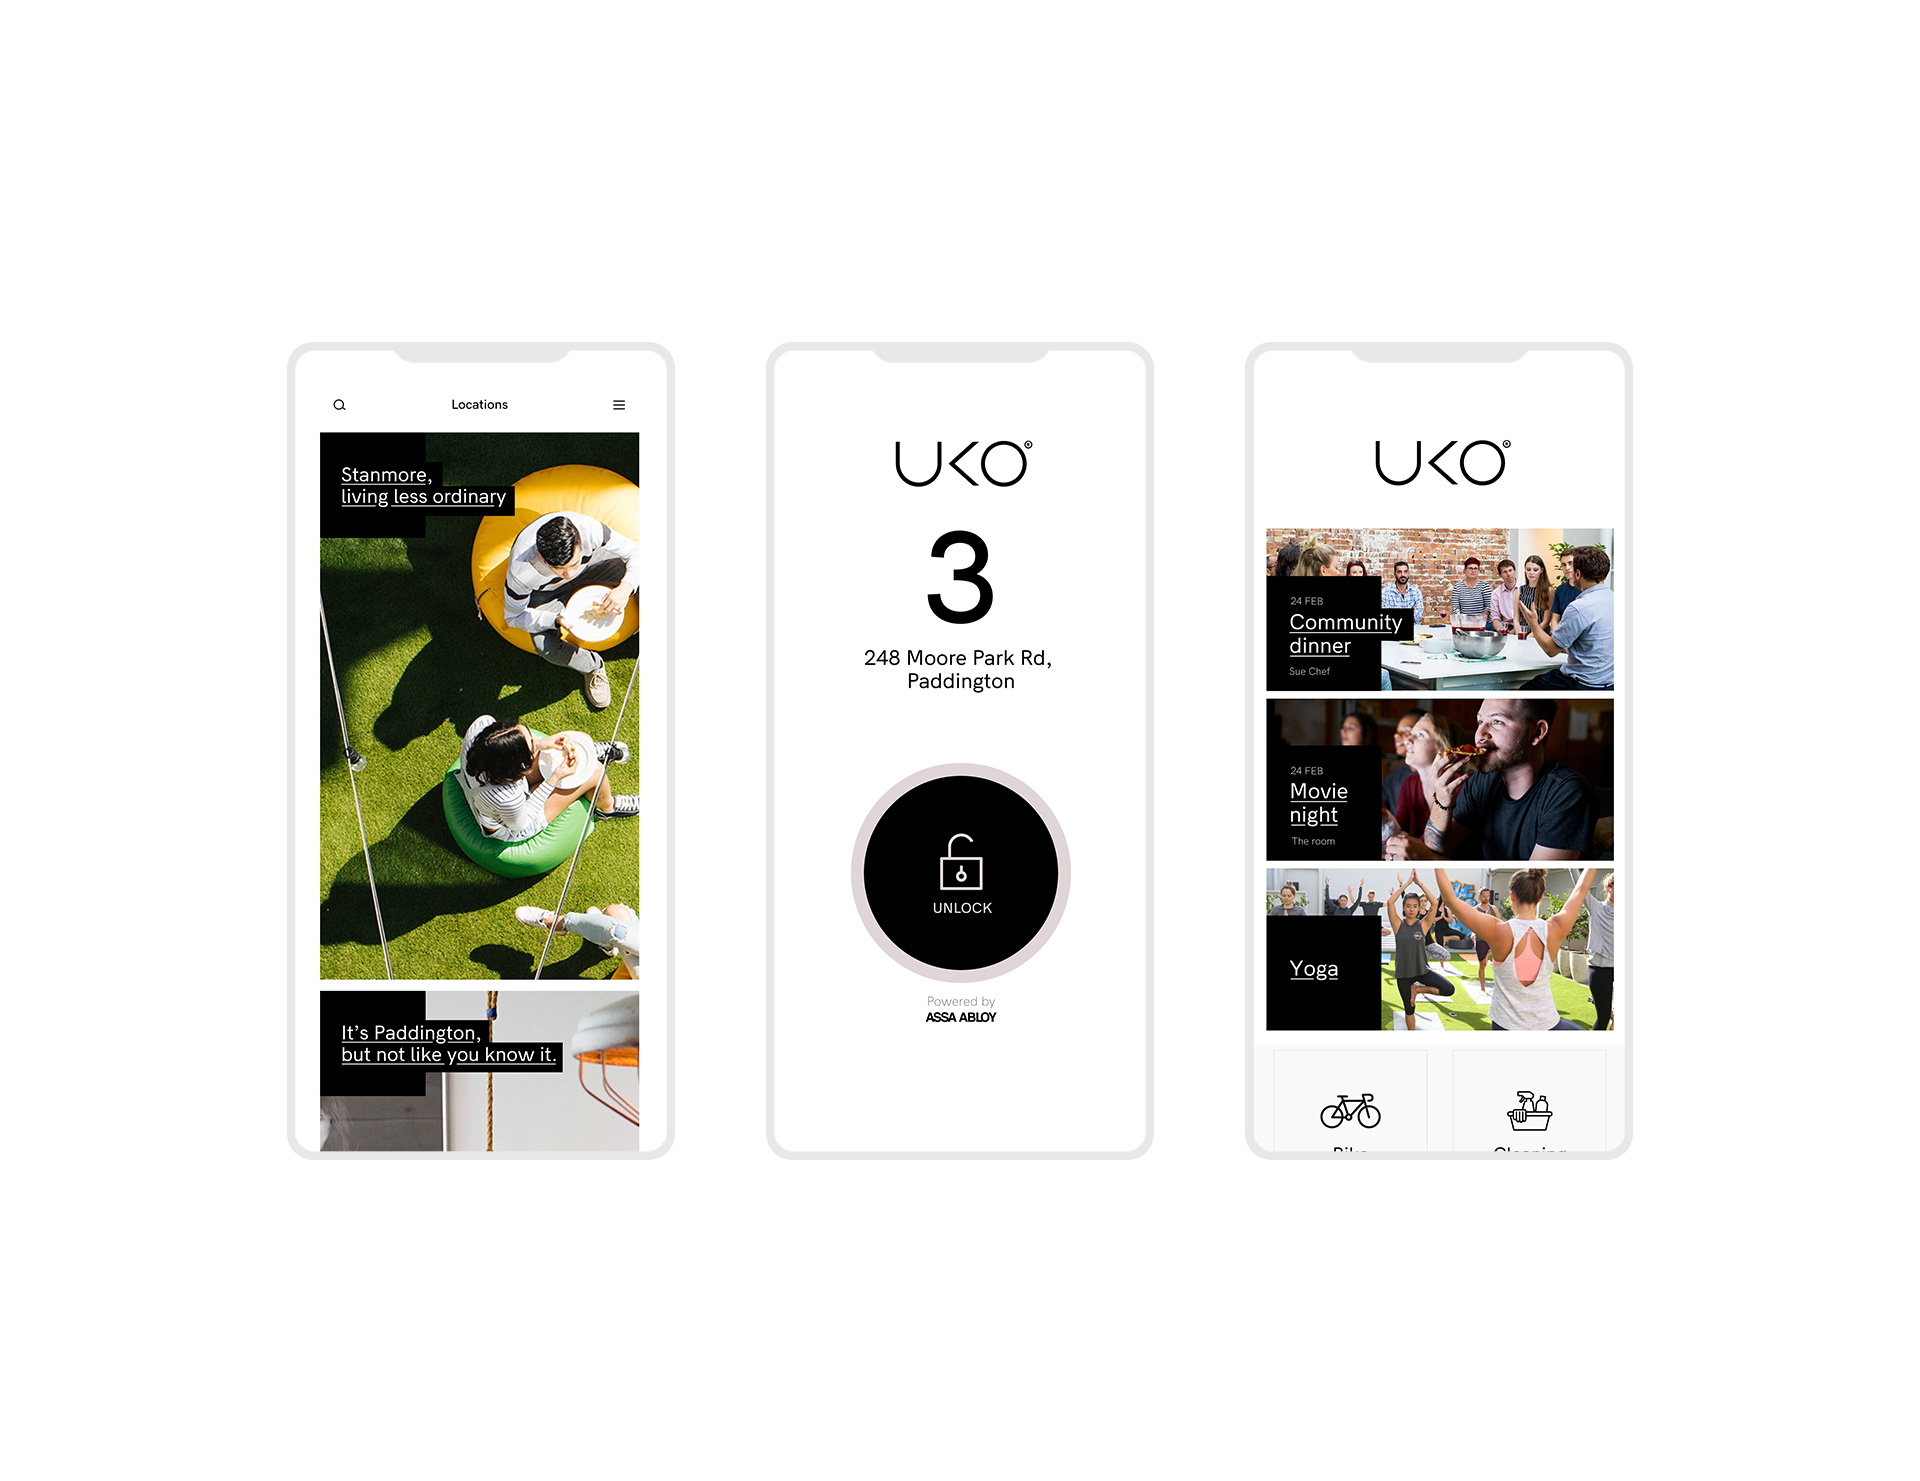 Locations
Stanmore,
living less ordinary
It’s Paddington,
but not like you know it.
UKO
3
248 Moore Park Rd,
Paddington
UNLOCK
Powered by
ASSA ABLOY
UKO
24 FEB
Community
dinner
Sue Chef
24 FEB
Movie
night
The room
Yoga
Bike
Cleaning